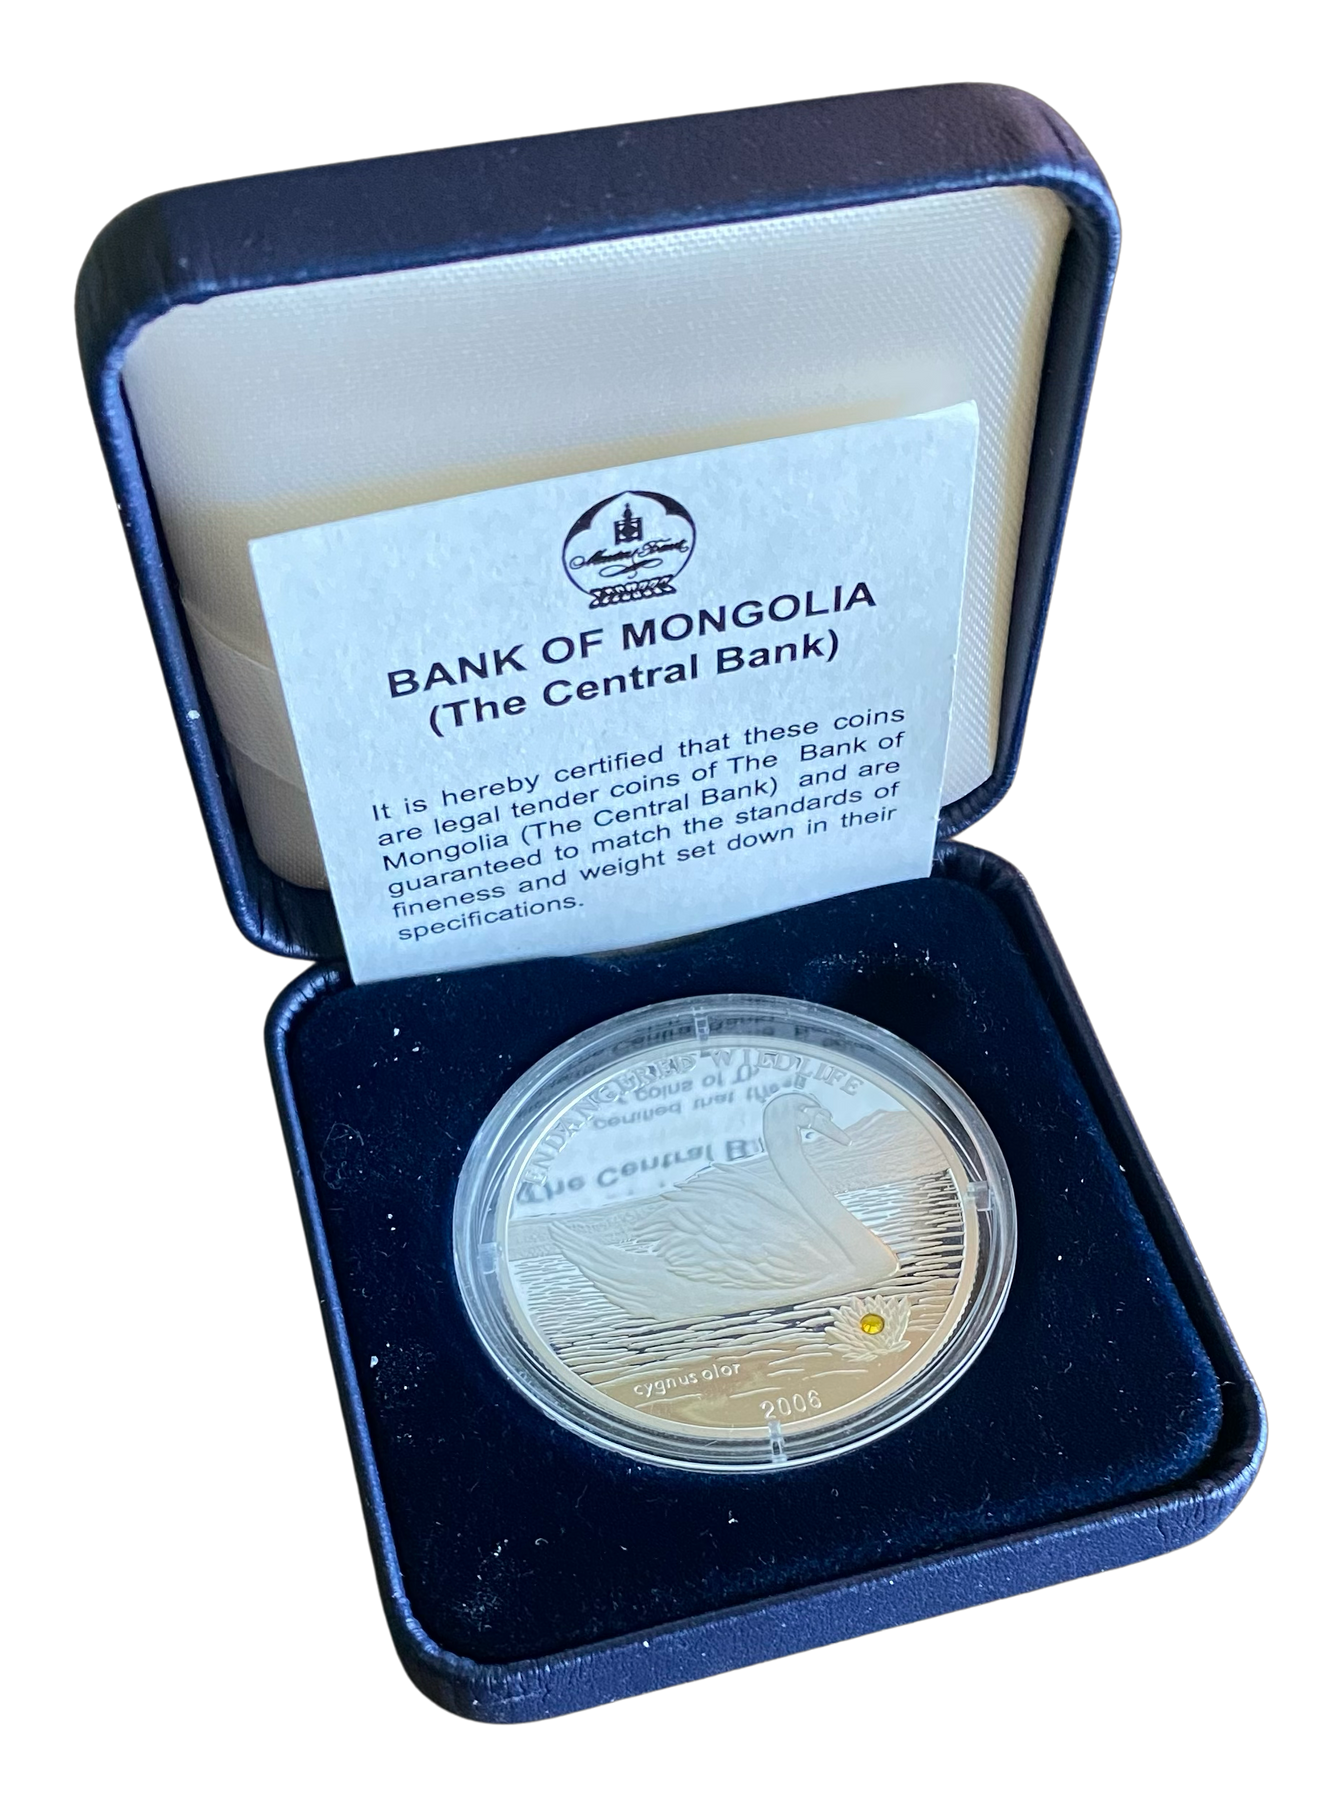 BANK OF MONGOLIA
(The Central Bank)
It is hereby certified that these coins
are legal tender coins of The Bank of
Mongolia (The Central Bank) and are
guaranteed to match the standards of
fineness and weight set down in their
specifications.
ENDANGERED WILDLIFE
cygnus olor
2006